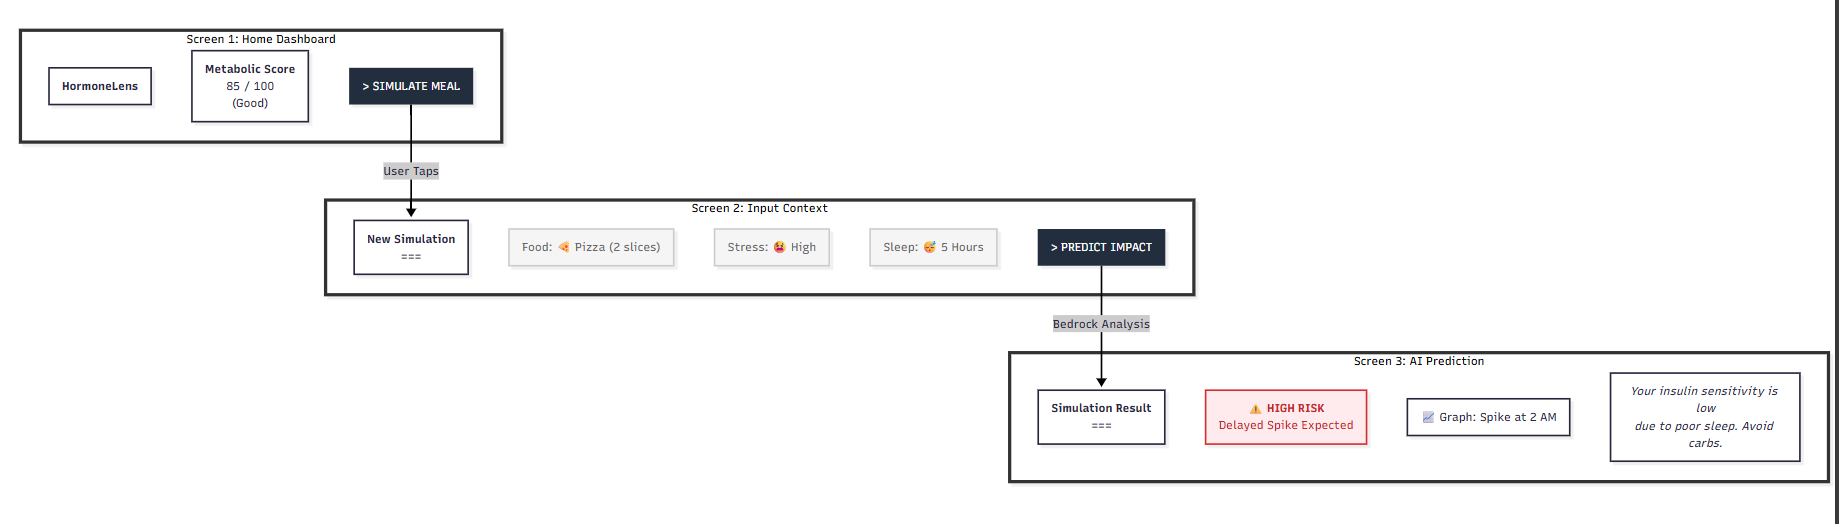 Screen 1: Home Dashboard
HormoneLens
Metabolic Score
85 / 100
(Good)
> SIMULATE MEAL
User Taps
Screen 2: Input Context
New Simulation
===
Food: 🍕 Pizza (2 slices)
Stress: 😫 High
Sleep: 😴 5 Hours
> PREDICT IMPACT
Bedrock Analysis
Screen 3: AI Prediction
Simulation Result
===
⚠️ HIGH RISK
Delayed Spike Expected
📈 Graph: Spike at 2 AM
Your insulin sensitivity is
low
due to poor sleep. Avoid
carbs.